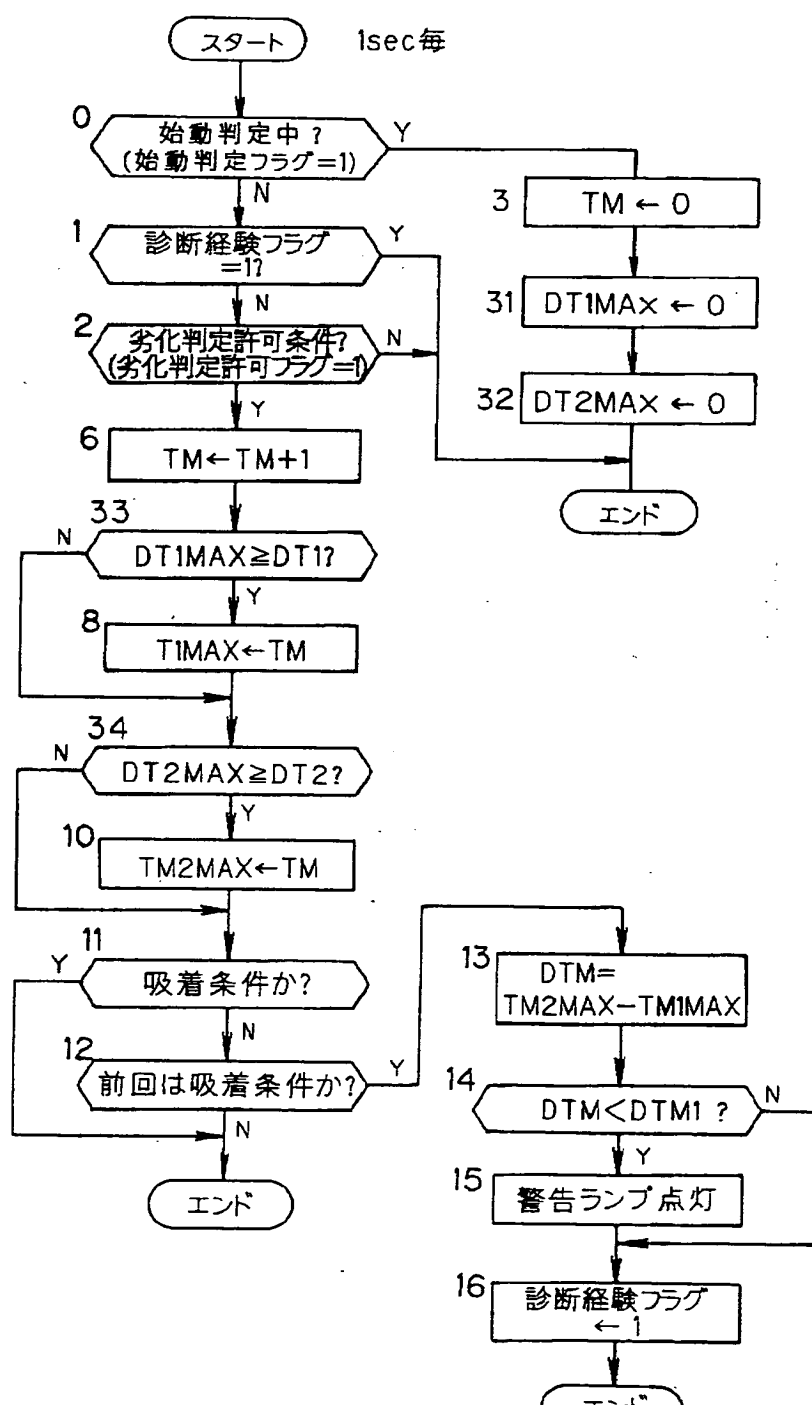 スタート
1sec毎
0
始動判定中?
(始動判定フラグ=1)
Y
N
3
TM ← 0
1
診断経験フラグ
=1?
Y
N
31
DT1MAX ← 0
2
劣化判定許可条件?
(劣化判定許可フラグ=1)
N
Y
32
DT2MAX ← 0
エンド
6
TM←TM+1
33
DT1MAX≧DT1?
N
Y
8
T1MAX←TM
34
DT2MAX≧DT2?
N
Y
10
TM2MAX←TM
11
吸着条件か?
Y
N
12
前回は吸着条件か?
Y
N
エンド
13
DTM=
TM2MAX-TM1MAX
14
DTM<DTM1 ?
N
Y
15
警告ランプ点灯
16
診断経験フラグ
← 1
エンド